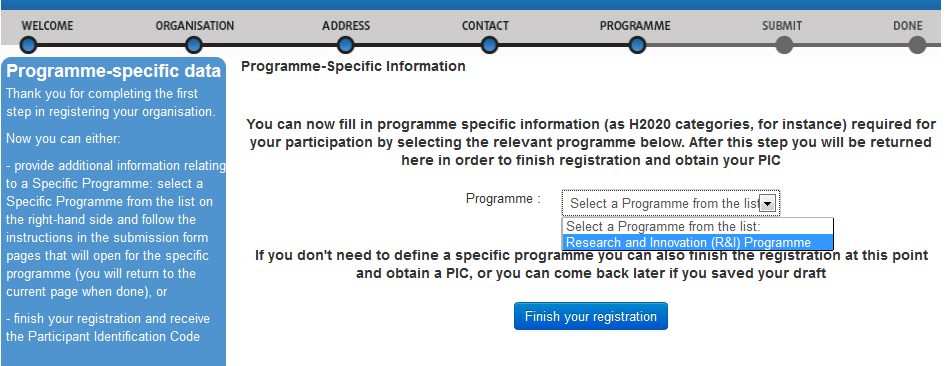 WELCOME ORGANISATION ADDRESS CONTACT PROGRAMME SUBMIT DONE
Programme-specific data
Thank you for completing the first
step in registering your organisation.
Now you can either:
- provide additional information relating
to a Specific Programme: select a
Specific Programme from the list on
the right-hand side and follow the
instructions in the submission form
pages that will open for the specific
programme (you will return to the
current page when done), or
- finish your registration and receive
the Participant Identification Code
Programme-Specific Information
You can now fill in programme specific information (as H2020 categories, for instance) required for
your participation by selecting the relevant programme below. After this step you will be returned
here in order to finish registration and obtain your PIC
Programme : Select a Programme from the list
Select a Programme from the list:
Research and Innovation (R&I) Programme
If you don't need to define a specific programme you can also finish the registration at this point
and obtain a PIC, or you can come back later if you saved your draft
Finish your registration